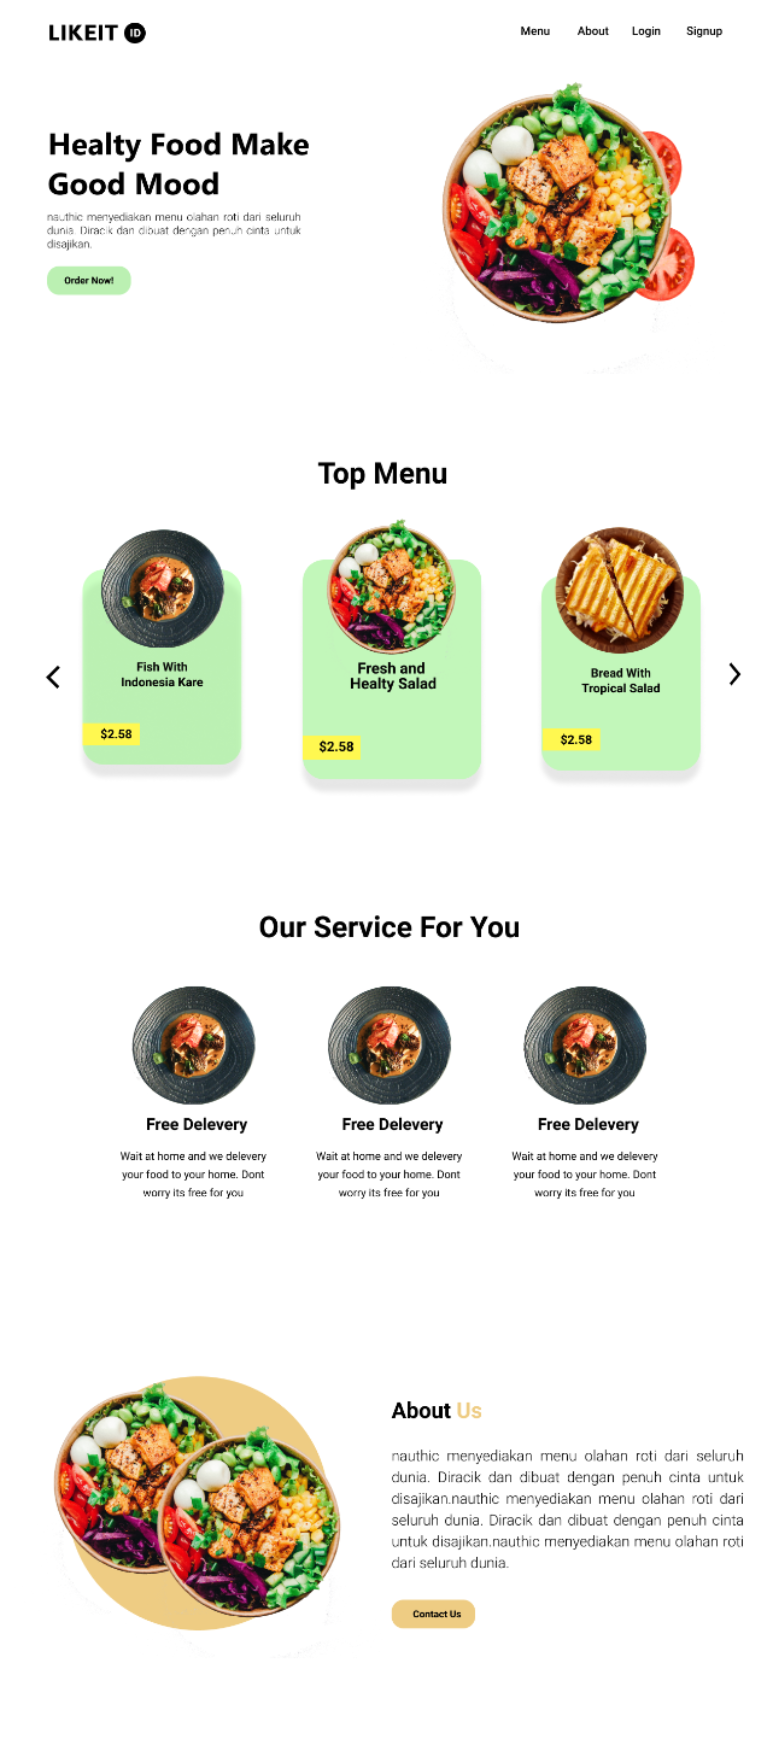 LIKEIT ID
Menu About Login Signup
Healty Food Make
Good Mood
nauthic menyediakan menu olahan roti dari seluruh
dunia. Diracik dan dibuat dengan penuh cinta untuk
disajikan.
Order Now!
Top Menu
Fish With
Indonesia Kare
$2.58
Fresh and
Healty Salad
$2.58
Bread With
Tropical Salad
$2.58
Our Service For You
Free Delevery
Wait at home and we delevery
your food to your home. Dont
worry its free for you
Free Delevery
Wait at home and we delevery
your food to your home. Dont
worry its free for you
Free Delevery
Wait at home and we delevery
your food to your home. Dont
worry its free for you
About Us
nauthic menyediakan menu olahan roti dari seluruh
dunia. Diracik dan dibuat dengan penuh cinta untuk
disajikan.nauthic menyediakan menu olahan roti dari
seluruh dunia. Diracik dan dibuat dengan penuh cinta
untuk disajikan.nauthic menyediakan menu olahan roti
dari seluruh dunia.
Contact Us